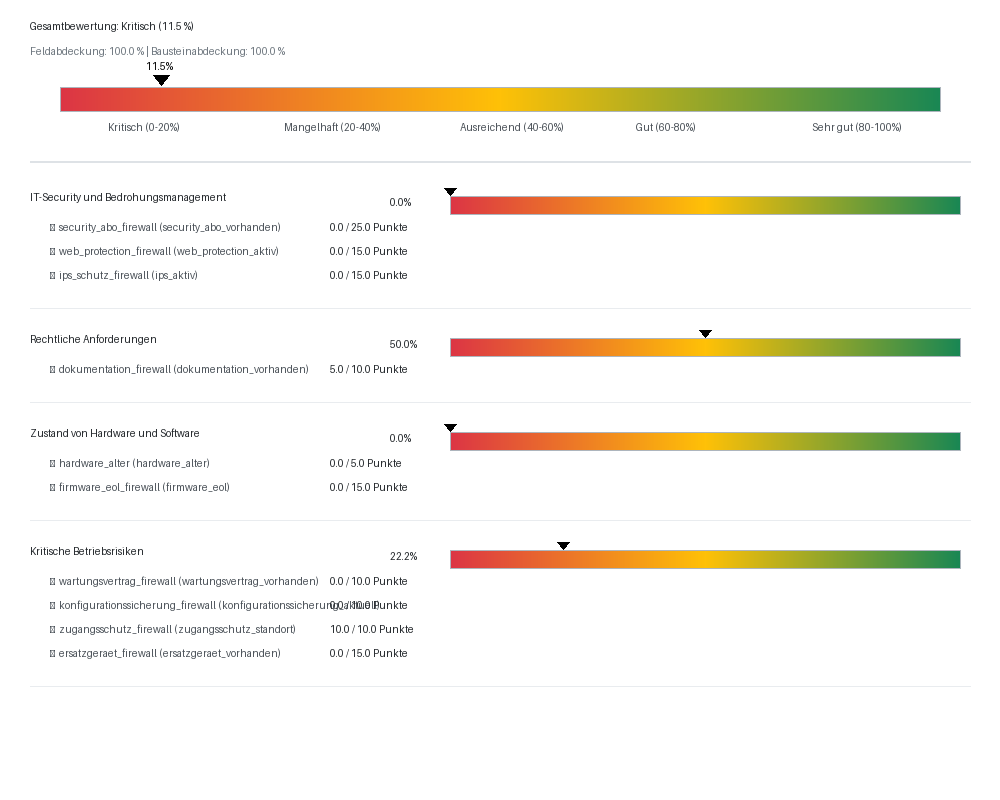 Gesamtbewertung: Kritisch (11.5 %)
Feldabdeckung: 100.0 % | Bausteinabdeckung: 100.0 %
11.5%
Kritisch (0-20%) Mangelhaft (20-40%) Ausreichend (40-60%) Gut (60-80%) Sehr gut (80-100%)
IT-Security und Bedrohungsmanagement 0.0%
security_abo_firewall (security_abo_vorhanden) 0.0 / 25.0 Punkte
web_protection_firewall (web_protection_aktiv) 0.0 / 15.0 Punkte
ips_schutz_firewall (ips_aktiv) 0.0 / 15.0 Punkte
Rechtliche Anforderungen 50.0%
dokumentation_firewall (dokumentation_vorhanden) 5.0 / 10.0 Punkte
Zustand von Hardware und Software 0.0%
hardware_alter (hardware_alter) 0.0 / 5.0 Punkte
firmware_eol_firewall (firmware_eol) 0.0 / 15.0 Punkte
Kritische Betriebsrisiken 22.2%
wartungsvertrag_firewall (wartungsvertrag_vorhanden) 0.0 / 10.0 Punkte
konfigurationssicherung_firewall Punkte
zugangsschutz_firewall (zugangsschutz_standort) 10.0 / 10.0 Punkte
ersatzgeraet_firewall (ersatzgeraet_vorhanden) 0.0 / 15.0 Punkte